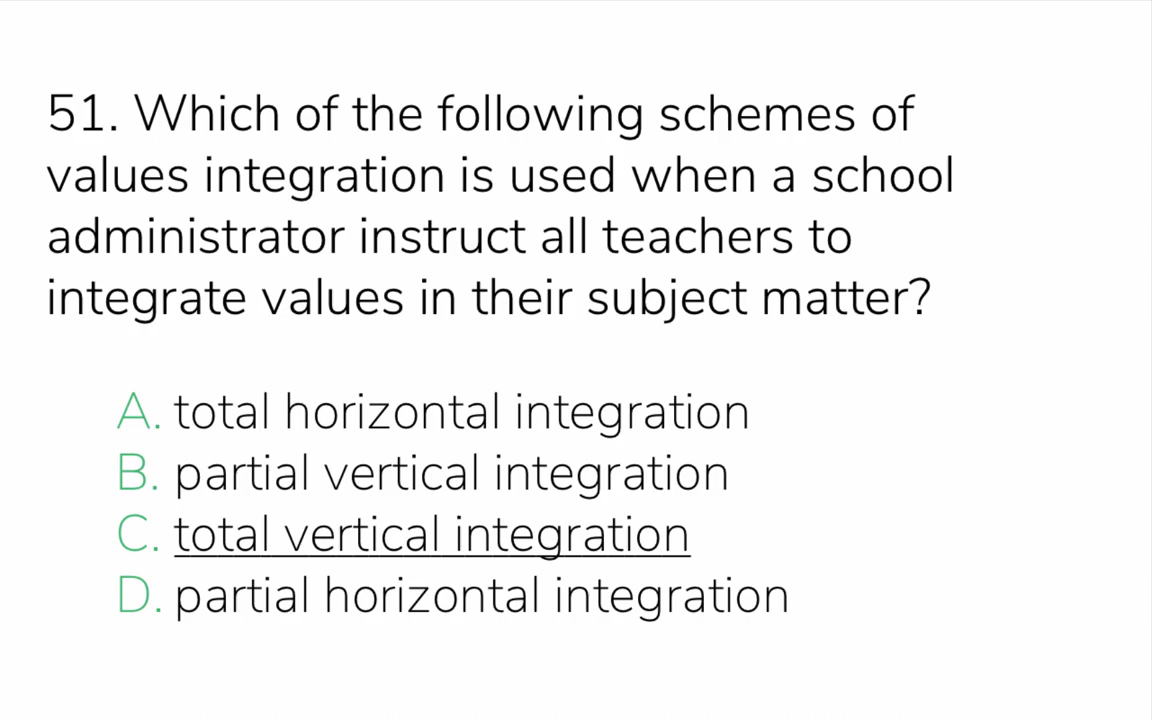 51. Which of the following schemes of
values integration is used when a school
administrator instruct all teachers to
integrate values in their subject matter?
A. total horizontal integration
B. partial vertical integration
C. total vertical integration
D. partial horizontal integration